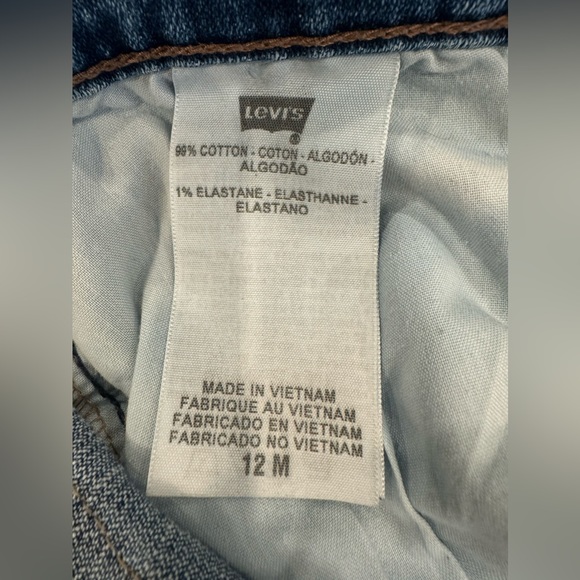 Levi's
99% COTTON - COTON - ALGODÓN -
ALGODÃO
1% ELASTANE - ELASTHANNE -
ELASTANO
MADE IN VIETNAM
FABRIQUE AU VIETNAM
FABRICADO EN VIETNAM
FABRICADO NO VIETNAM
12 M